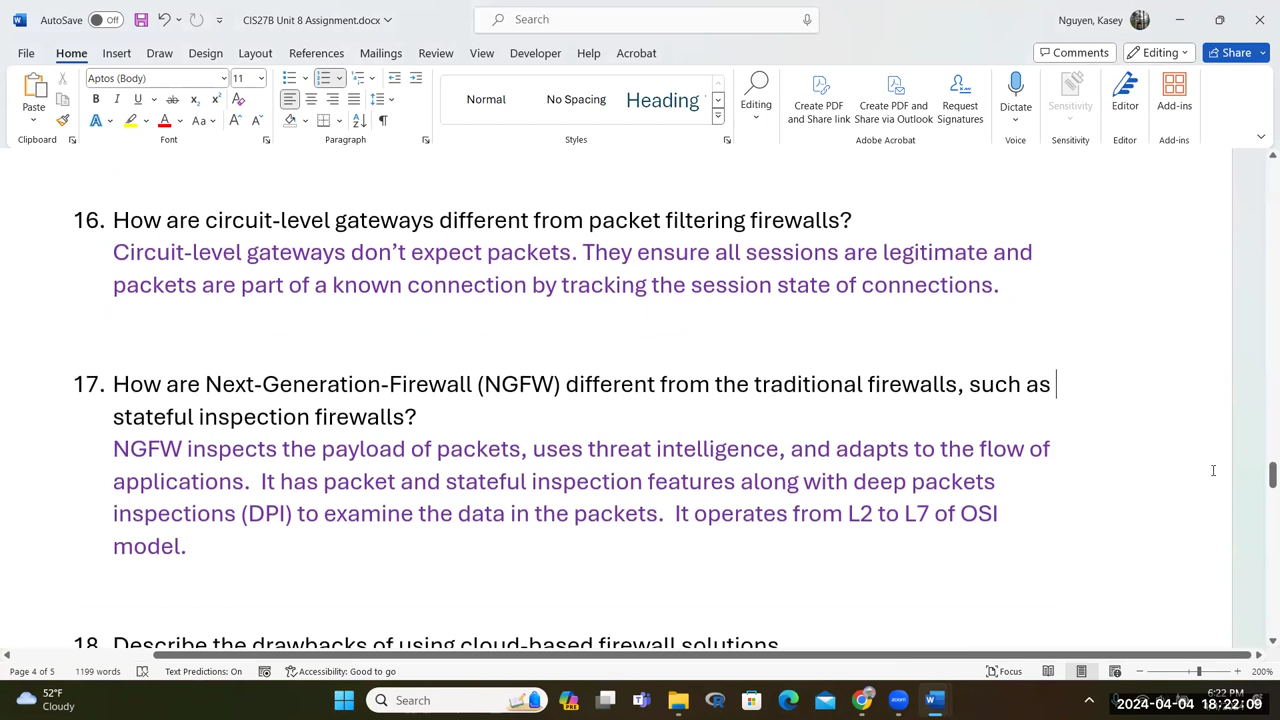 AutoSave Off CIS27B Unit 8 Assignment.docx Search Nguyen, Kasey
File Home Insert Draw Design Layout References Mailings Review View Developer Help Acrobat Comments Editing Share
Aptos (Body) 11
Normal No Spacing Heading
Paste Editing Create PDF and Share link Create PDF and Share via Outlook Request Signatures Dictate Sensitivity Editor Add-ins
Clipboard Font Paragraph Styles Adobe Acrobat Voice Sensitivity Editor Add-ins
16. How are circuit-level gateways different from packet filtering firewalls?
Circuit-level gateways don’t expect packets. They ensure all sessions are legitimate and
packets are part of a known connection by tracking the session state of connections.
17. How are Next-Generation-Firewall (NGFW) different from the traditional firewalls, such as
stateful inspection firewalls?
NGFW inspects the payload of packets, uses threat intelligence, and adapts to the flow of
applications. It has packet and stateful inspection features along with deep packets
inspections (DPI) to examine the data in the packets. It operates from L2 to L7 of OSI
model.
18. Describe the drawbacks of using cloud-based firewall solutions.
Page 4 of 5 1199 words Text Predictions: On Accessibility: Good to go Focus 200%
52°F
Cloudy
Search
6:22 PM
2024-04-04 18:22:09